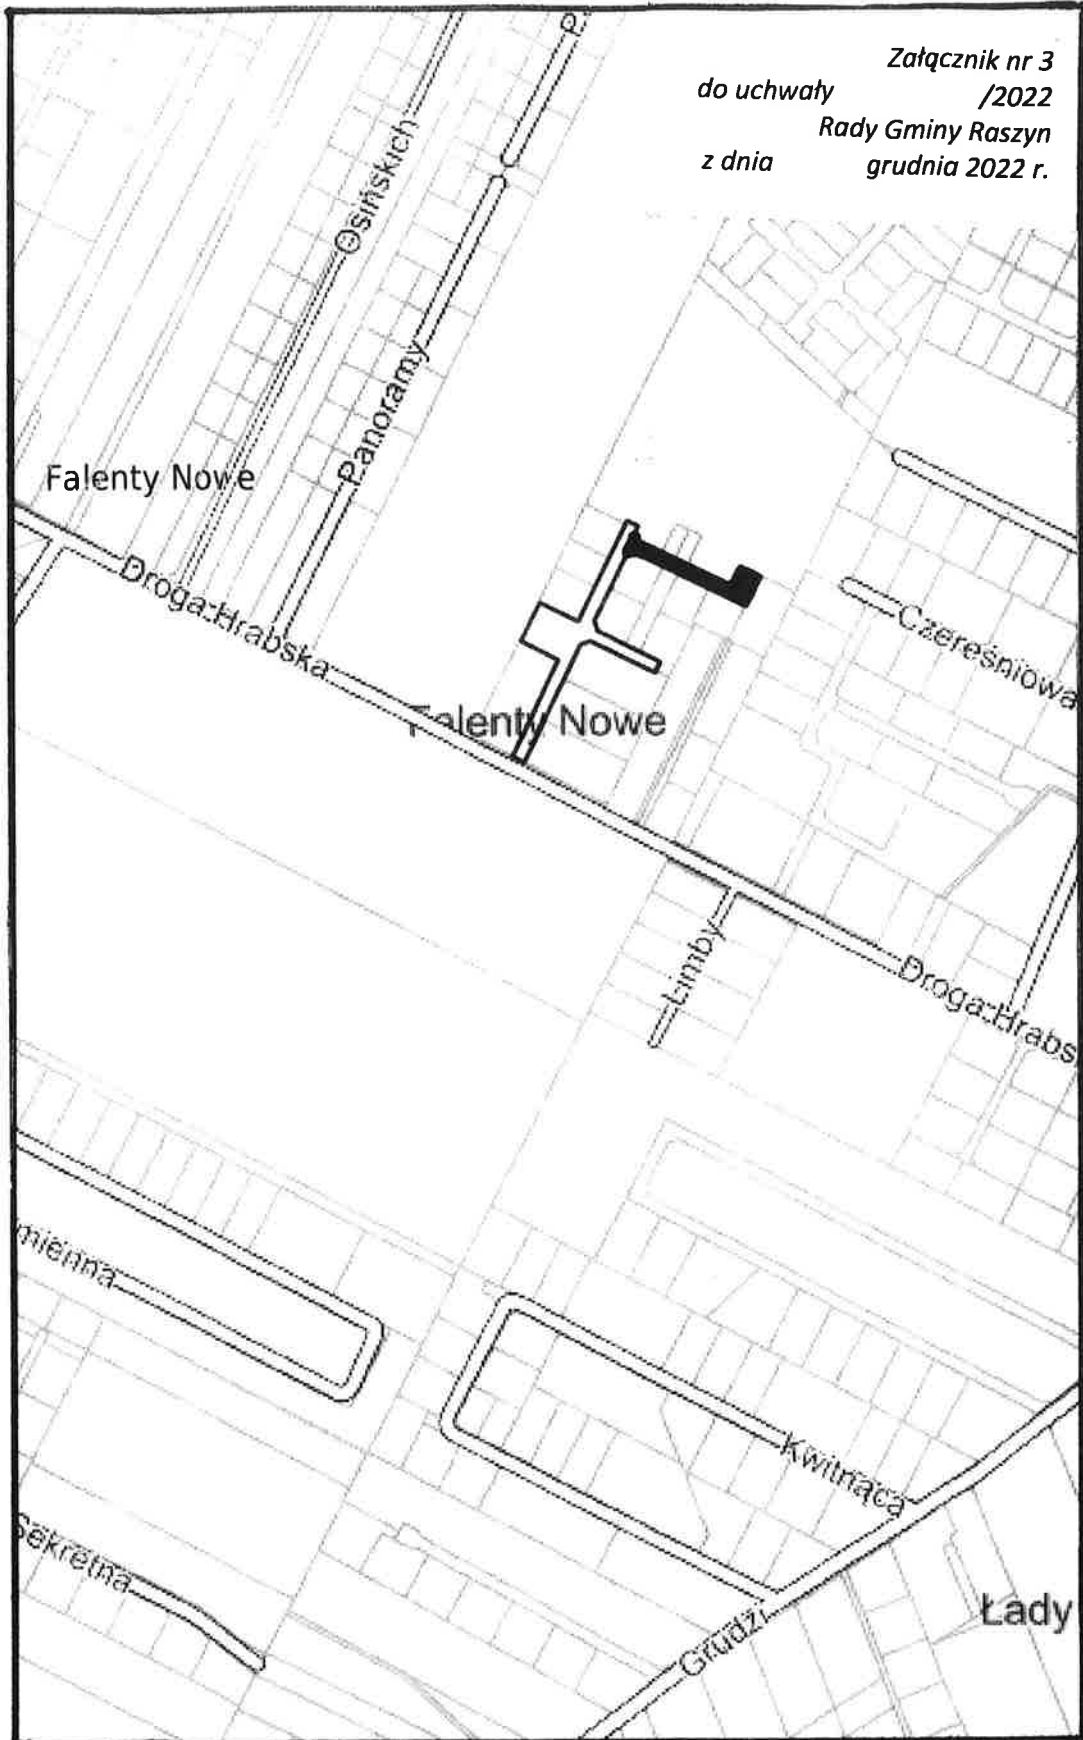 Załącznik nr 3
do uchwały /2022
Rady Gminy Raszyn
z dnia grudnia 2022 r.
Osińskich
Panoramy
Falenty Nowe
Droga Hrabska
Czereśniowa
Falenty Nowe
Limby
Droga Hrabs
mienna
Kwitnąca
Sekretna
Grudzi
Łady